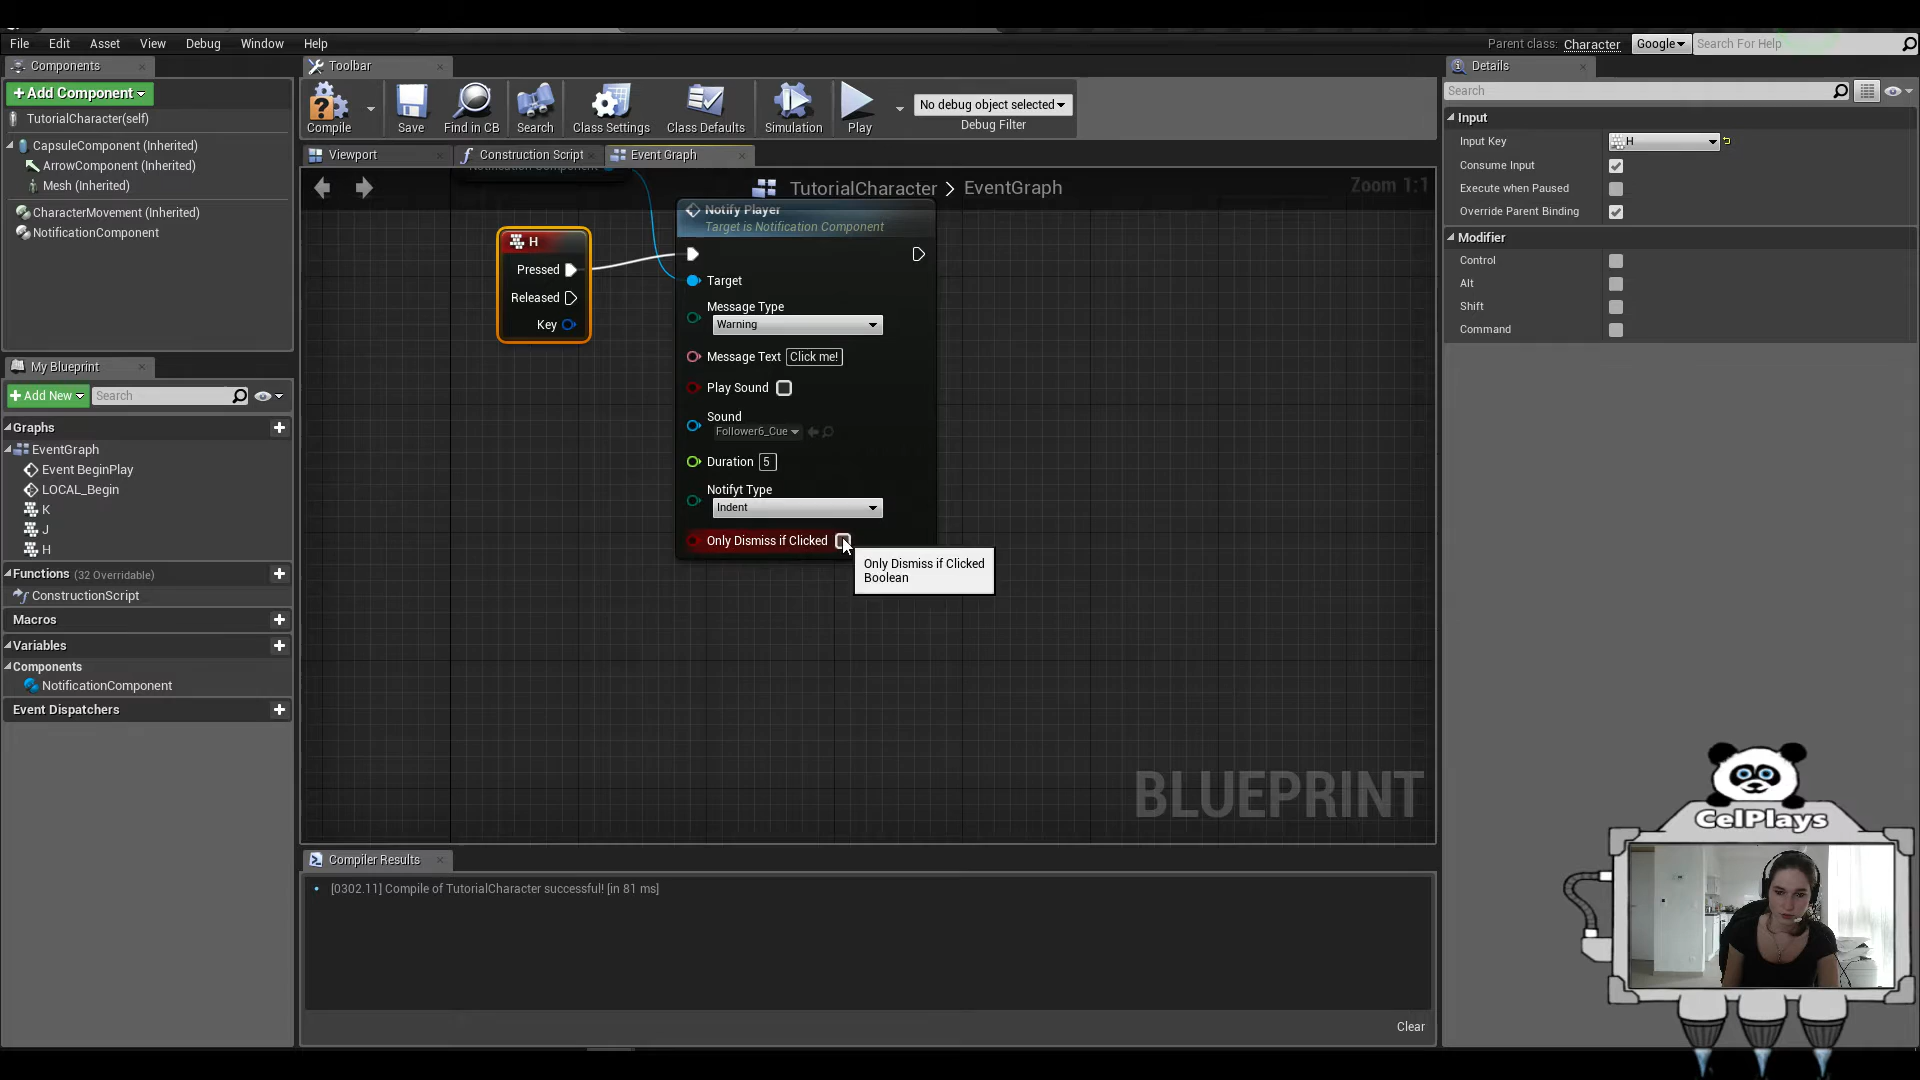 File Edit Asset View Debug Window Help
Parent class: Character Google Search For Help
Components
Toolbar
Details
+ Add Component
Compile Save Find in CB Search Class Settings Class Defaults Simulation Play
No debug object selected
Debug Filter
Search
TutorialCharacter(self)
CapsuleComponent (Inherited)
ArrowComponent (Inherited)
Mesh (Inherited)
CharacterMovement (Inherited)
NotificationComponent
Viewport Construction Script Event Graph
TutorialCharacter > EventGraph
Zoom 1:1
H
Pressed
Released
Key
Notify Player
Target is Notification Component
Target
Message Type
Warning
Message Text Click me!
Play Sound
Sound
Follower6_Cue
Duration 5
Notifyt Type
Indent
Only Dismiss if Clicked
Only Dismiss if Clicked
Boolean
BLUEPRINT
Input
Input Key H
Consume Input
Execute when Paused
Override Parent Binding
Modifier
Control
Alt
Shift
Command
My Blueprint
+ Add New Search
Graphs
EventGraph
Event BeginPlay
LOCAL_Begin
K
J
H
Functions (32 Overridable)
ConstructionScript
Macros
Variables
Components
NotificationComponent
Event Dispatchers
Compiler Results
[0302.11] Compile of TutorialCharacter successful! [in 81 ms]
Clear
CelPlays